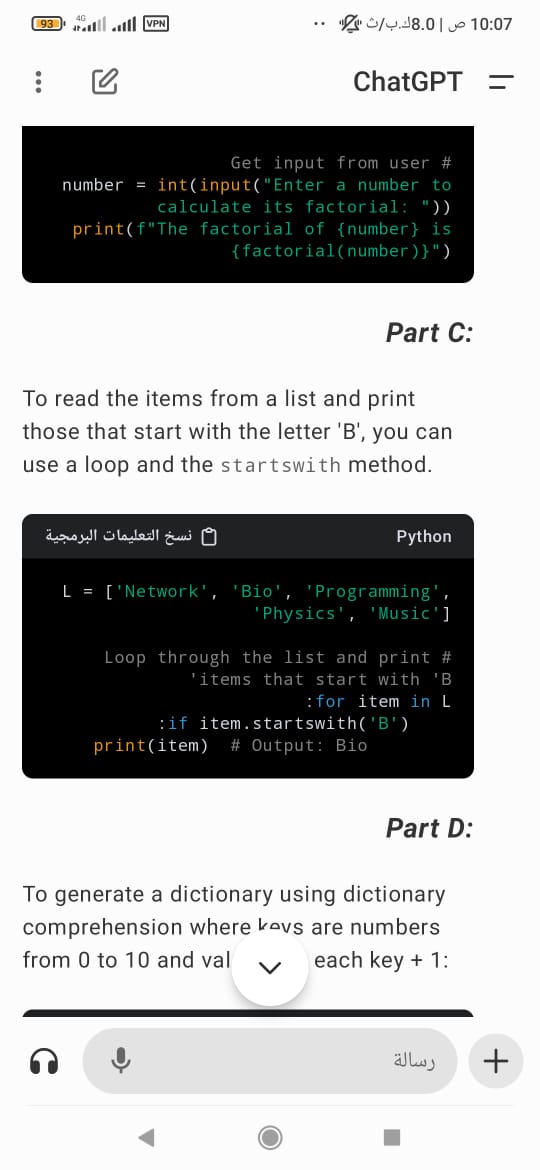 10:07 ص | 8.0ك.ب/ث
VPN
4G
93
ChatGPT
# Get input from user
number = int(input("Enter a number to
calculate its factorial: "))
print(f"The factorial of {number} is
{factorial(number)}")
Part C:
To read the items from a list and print
those that start with the letter 'B', you can
use a loop and the startswith method.
Python
نسخ التعليمات البرمجية
L = ['Network', 'Bio', 'Programming',
'Physics', 'Music']
# Loop through the list and print
items that start with 'B'
for item in L:
if item.startswith('B'):
print(item)  # Output: Bio
Part D:
To generate a dictionary using dictionary
comprehension where keys are numbers
from 0 to 10 and val each key + 1:
رسالة